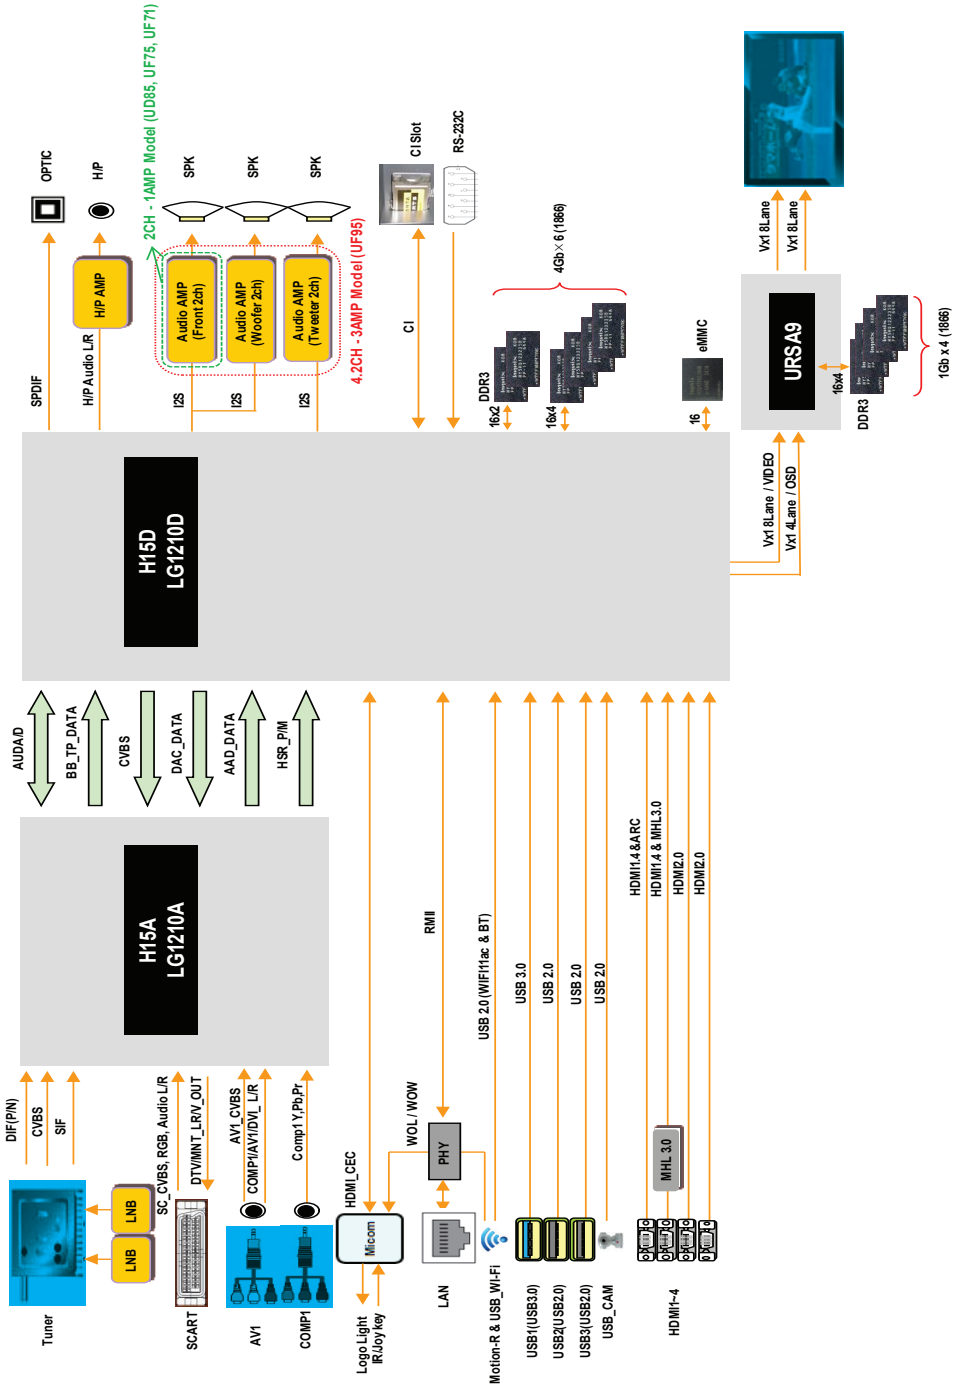 Tuner
LNB
LNB
SCART
AV1
COMP1
Logo Light
IR/Joy key
Micom
LAN
Motion-R & USB_WI-Fi
USB1(USB3.0)
USB2(USB2.0)
USB3(USB2.0)
USB_CAM
HDMI1~4
DIF(P/N)
CVBS
SIF
SC_CVBS, RGB, Audio L/R
DTV/MNT_LR/V_OUT
AV1_CVBS
COMP1/AV1/DVI_L/R
Comp1 Y,Pb,Pr
HDMI_CEC
WOL / WOW
PHY
RMII
USB 2.0 (WIFI11ac & BT)
USB 3.0
USB 2.0
USB 2.0
USB 2.0
MHL 3.0
HDMI1.4 &ARC
HDMI1.4 & MHL3.0
HDMI2.0
HDMI2.0
H15A
LG1210A
AUDA/D
BB_TP_DATA
CVBS
DAC_DATA
AAD_DATA
HSR_P/M
H15D
LG1210D
SPDIF
H/P Audio L/R
I2S
I2S
I2S
H/P AMP
Audio AMP
(Front 2ch)
Audio AMP
(Woofer 2ch)
Audio AMP
(Tweeter 2ch)
OPTIC
H/P
2CH - 1AMP Model (UD85, UF75, UF71)
SPK
SPK
SPK
4.2CH - 3AMP Model (UF95)
CI
CI Slot
RS-232C
DDR3
16x2
16x4
4Gb× 6 (1866)
eMMC
16
Vx1 8Lane / VIDEO
Vx1 4Lane / OSD
URSA9
16x4
DDR3
1Gb x 4 (1866)
Vx1 8Lane
Vx1 8Lane